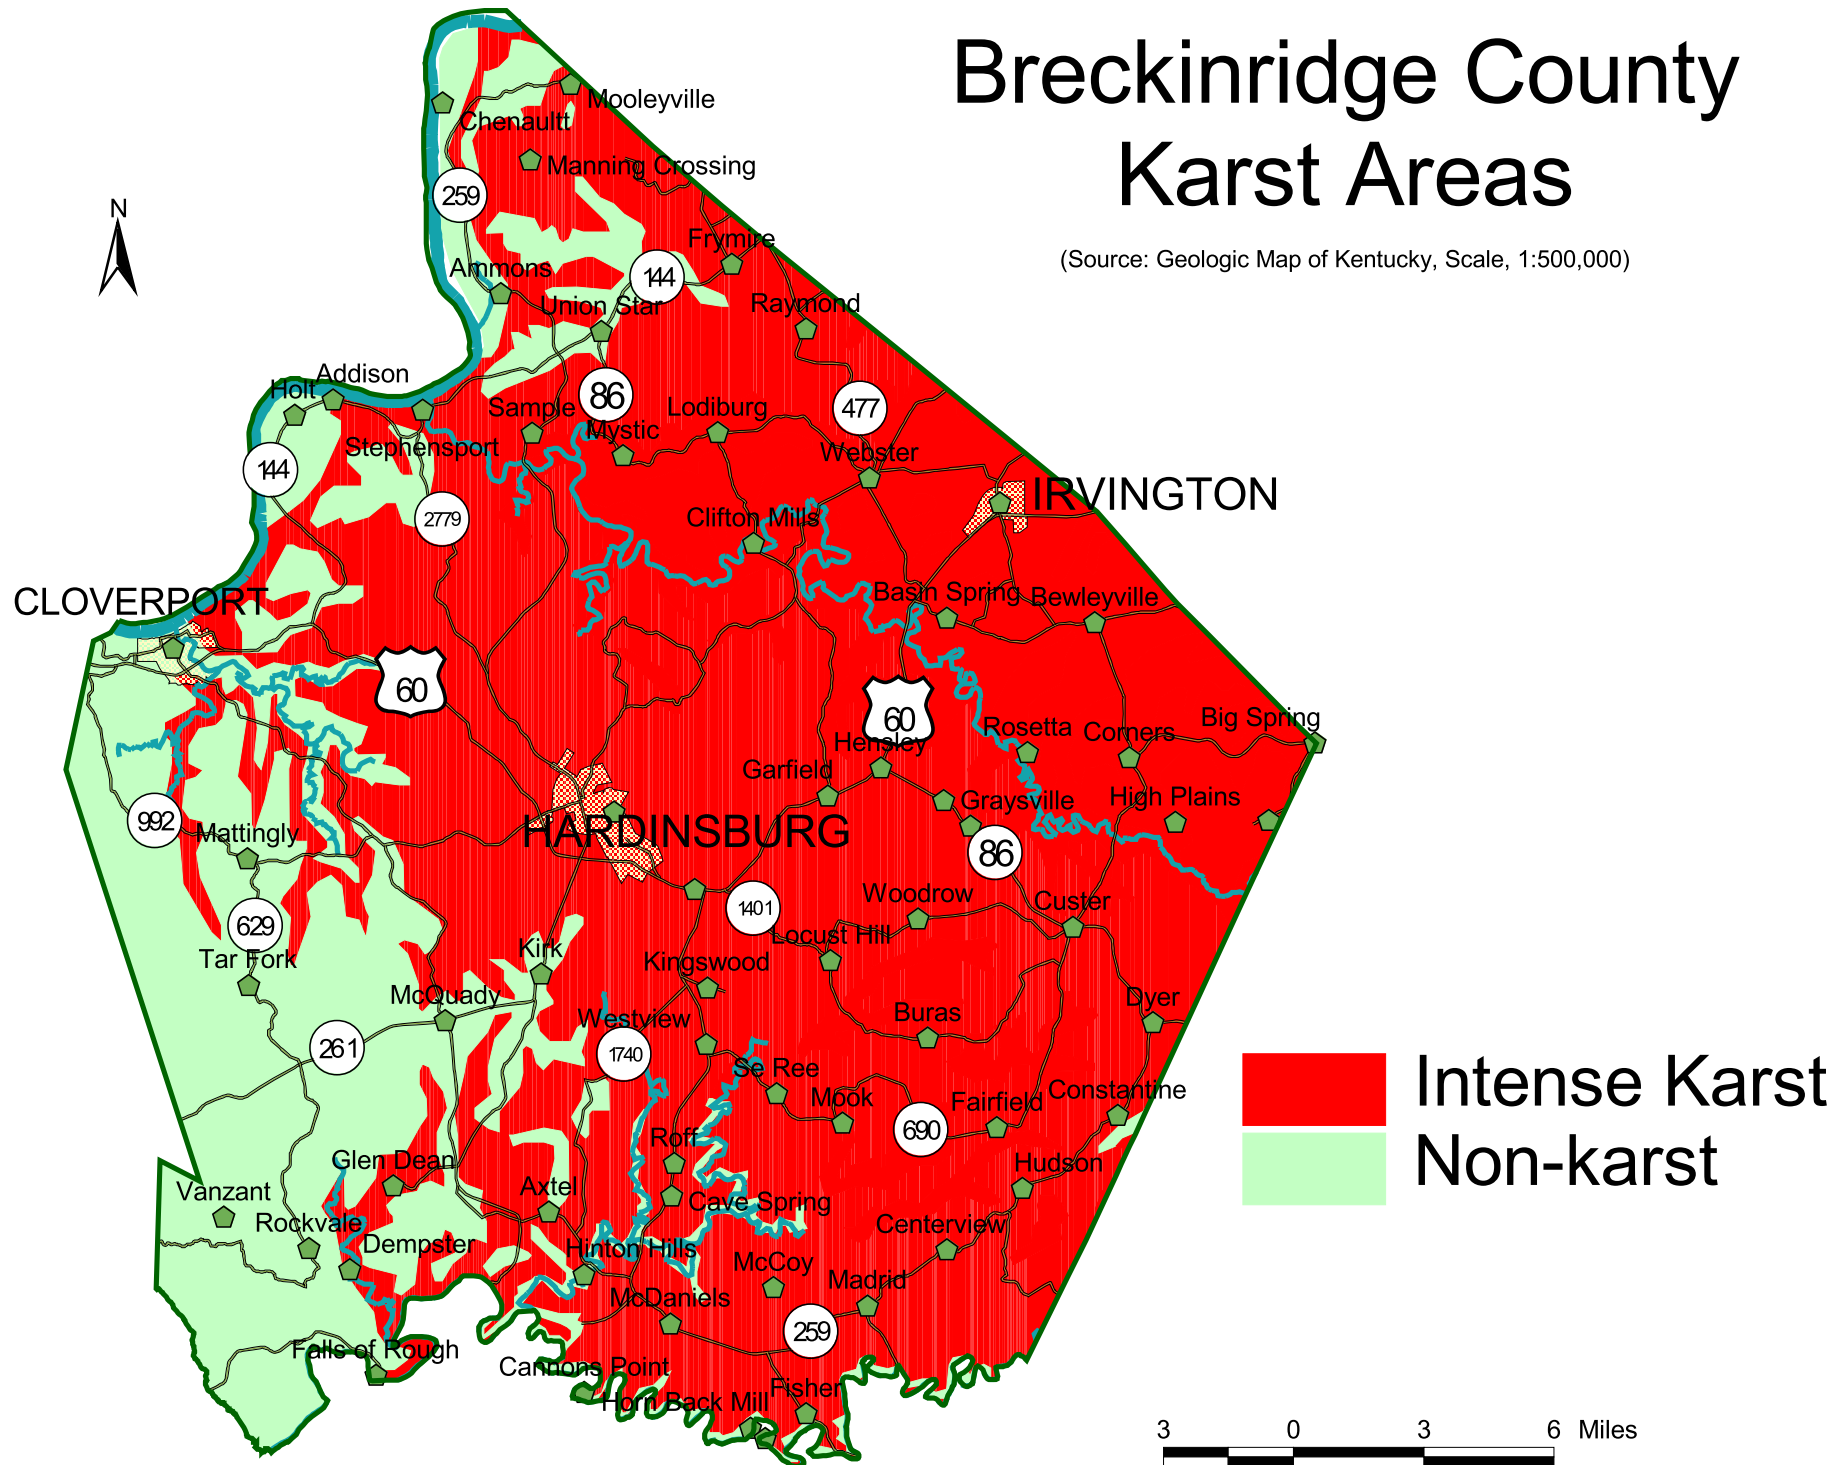 Breckinridge County
Karst Areas
(Source: Geologic Map of Kentucky, Scale, 1:500,000)
N
Mooleyville
Chenaultt
Manning Crossing
259
Frymire
Ammons
144
Union Star
Raymond
Addison
Holt
86
477
Sample
Lodiburg
Mystic
Stephensport
Webster
144
IRVINGTON
2779
Clifton Mills
CLOVERPORT
Basin Spring
Bewleyville
60
60
Big Spring
Rosetta
Corners
Hensley
Garfield
Graysville
High Plains
992
Mattingly
HARDINSBURG
86
Woodrow
Custer
1401
629
Locust Hill
Tar Fork
Kirk
Kingswood
McQuady
Dyer
Buras
Westview
261
1740
Se Ree
Mook
Fairfield
Constantine
Intense Karst
Non-karst
690
Roff
Glen Dean
Hudson
Vanzant
Axtel
Cave Spring
Rockvale
Centerview
Dempster
Hinton Hills
McCoy
Madrid
McDaniels
259
Falls of Rough
Cannons Point
Fisher
Horn Back Mill
3 0 3 6 Miles